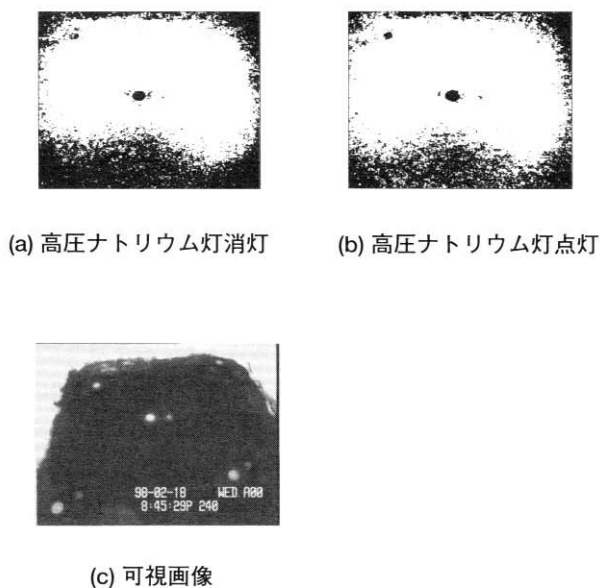 (a) 高圧ナトリウム灯消灯
(b) 高圧ナトリウム灯点灯
98-02-18 WED A00
8:45:29P 240
(c) 可視画像